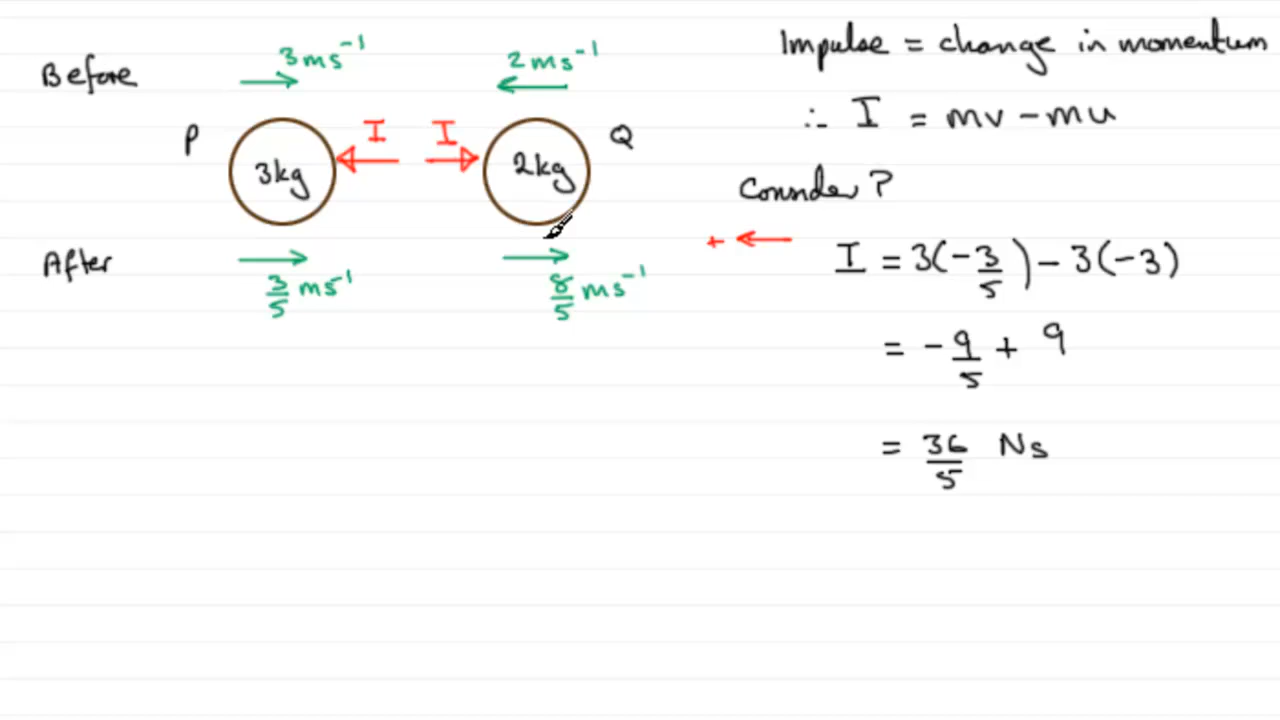 Before
3ms⁻¹
2ms⁻¹
P
I
I
Q
3kg
2kg
After
3/5 ms⁻¹
8/5 ms⁻¹
Impulse = change in momentum
∴ I = mv - mu
Consider ?
+
I = 3(-3/5) - 3(-3)
= -9/5 + 9
= 36/5 Ns